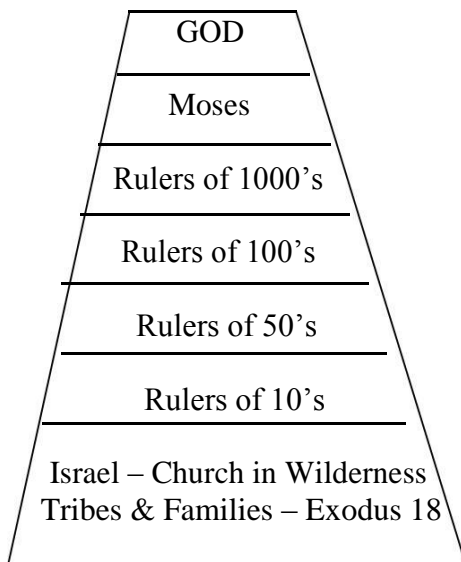 GOD
Moses
Rulers of 1000’s
Rulers of 100’s
Rulers of 50’s
Rulers of 10’s
Israel – Church in Wilderness
Tribes & Families – Exodus 18